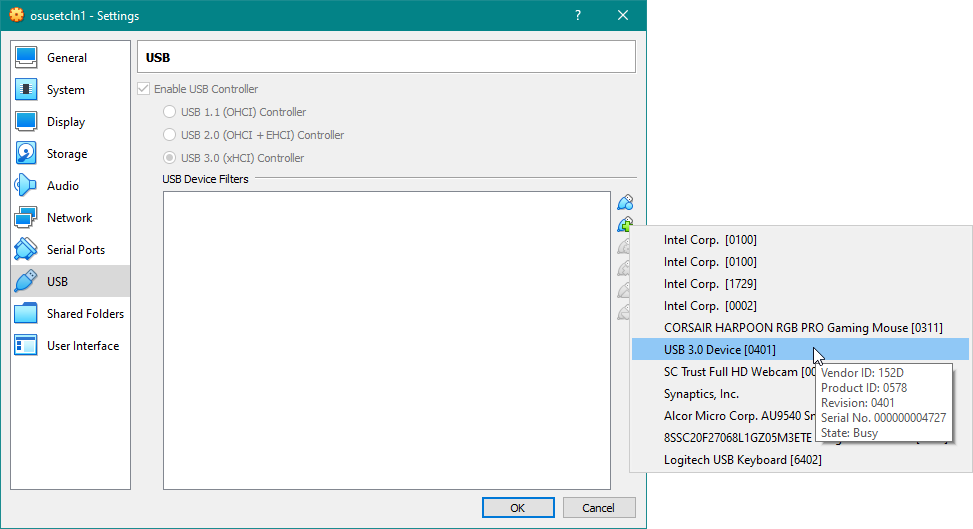 osusetcln1 - Settings
?
General
System
Display
Storage
Audio
Network
Serial Ports
USB
Shared Folders
User Interface
USB
Enable USB Controller
USB 1.1 (OHCI) Controller
USB 2.0 (OHCI + EHCI) Controller
USB 3.0 (xHCI) Controller
USB Device Filters
Intel Corp. [0100]
Intel Corp. [0100]
Intel Corp. [1729]
Intel Corp. [0002]
CORSAIR HARPOON RGB PRO Gaming Mouse [0311]
USB 3.0 Device [0401]
SC Trust Full HD Webcam [00
Synaptics, Inc.
Alcor Micro Corp. AU9540 Sm
8SSC20F27068L1GZ05M3ETE
Logitech USB Keyboard [6402]
Vendor ID: 152D
Product ID: 0578
Revision: 0401
Serial No. 000000004727
State: Busy
OK
Cancel